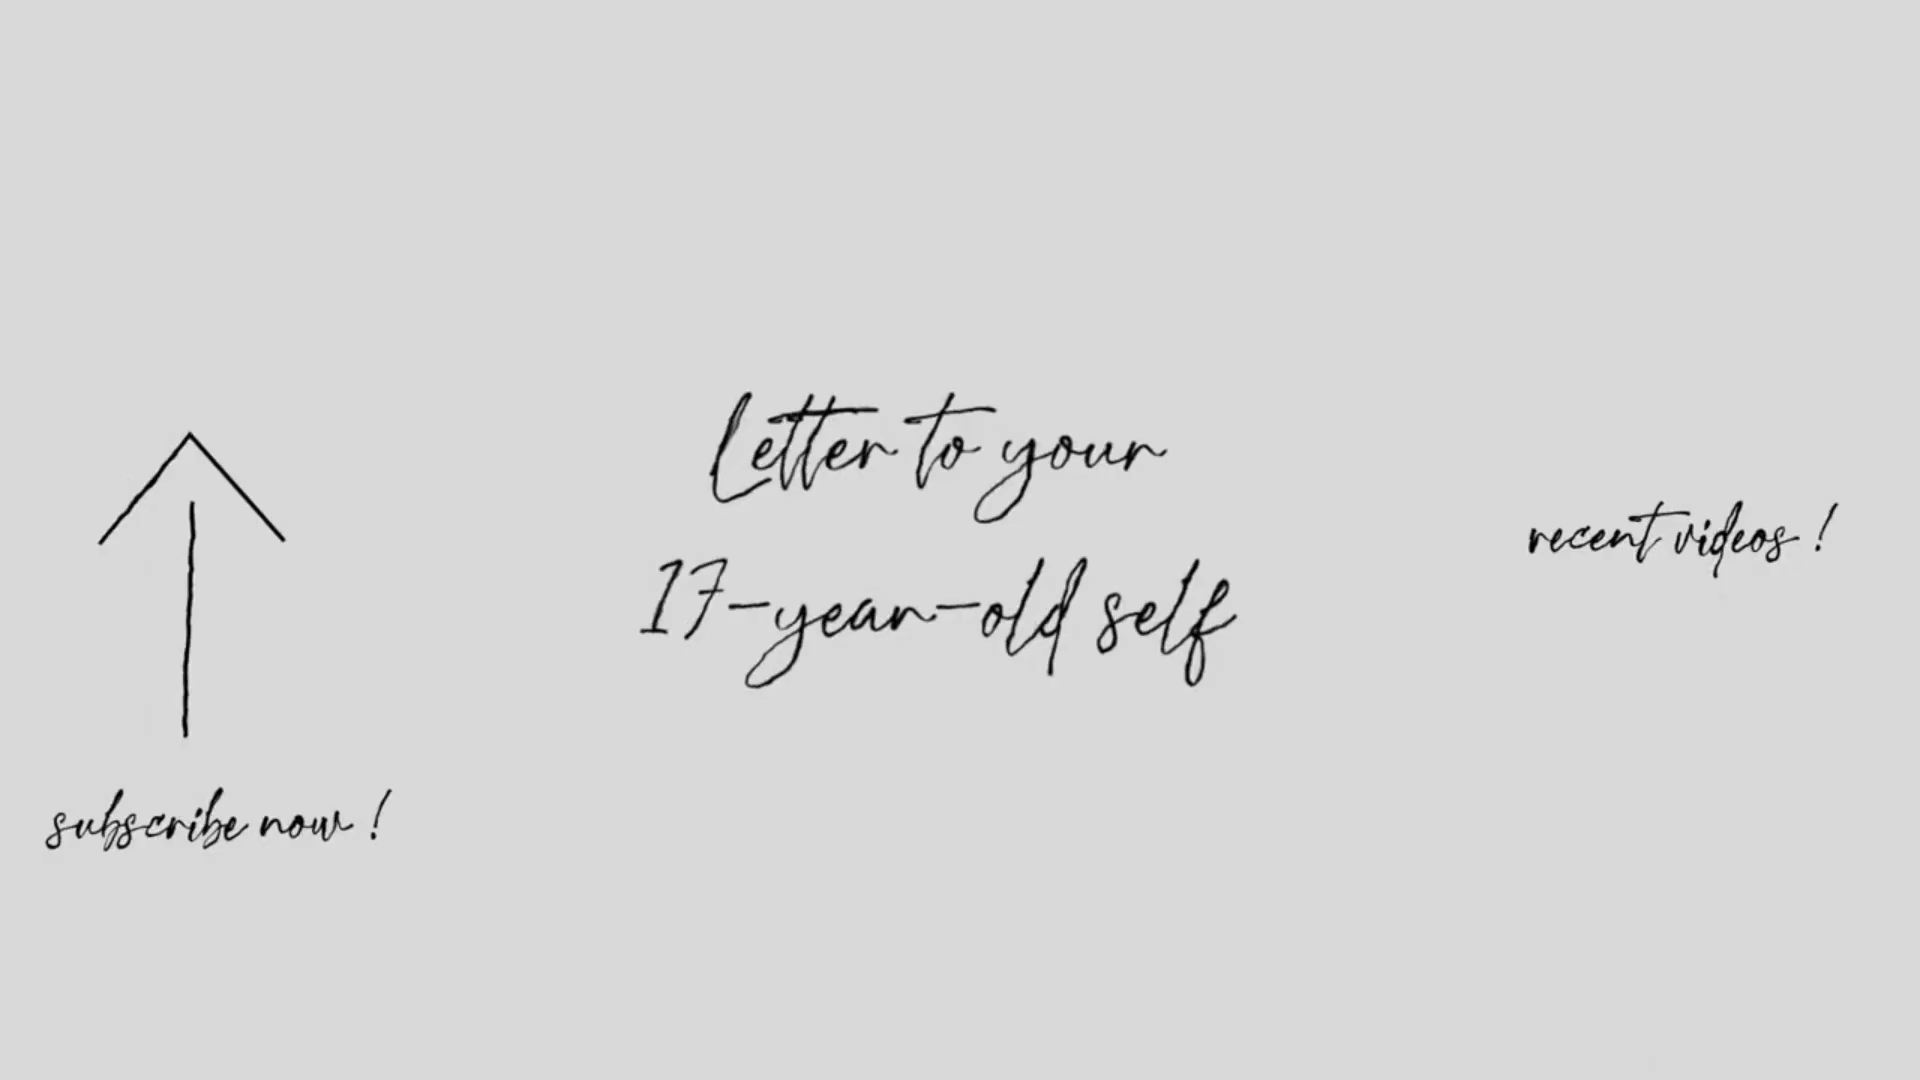 Letter to your
17-year-old self
recent videos !
subscribe now !